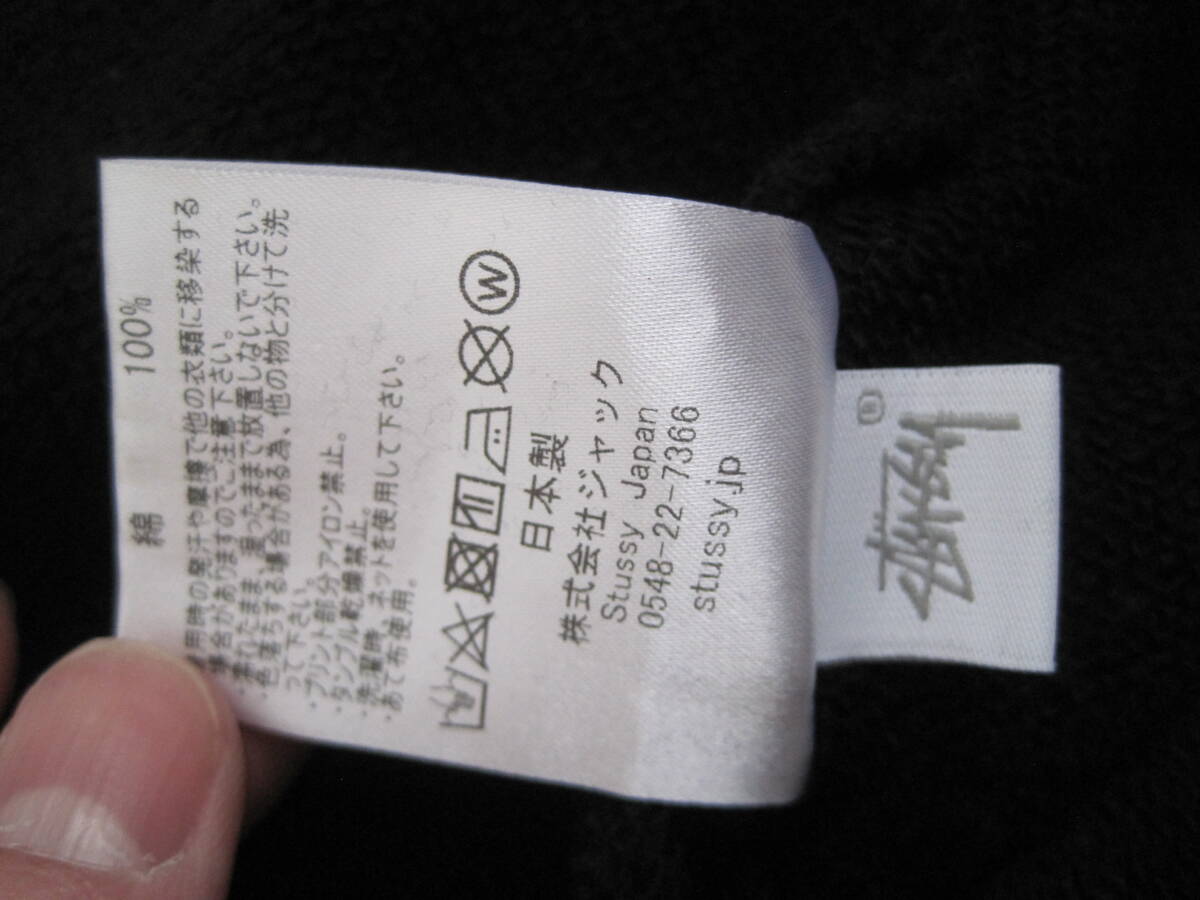 綿 100%
用時の発汗や摩擦で他の衣類に移染する
場合がありますのでご注意下さい。
・濡れたまま、湿ったままで放置しないで下さい。
・色落ちする場合がある為、他の物と分けて洗
って下さい。
・プリント部分アイロン禁止。
・タンブル乾燥禁止。
・洗濯時、ネットを使用して下さい。
あて布使用。
W
日本製
株式会社ジャック
Stussy Japan
0548-22-7366
stussy.jp
Stüssy ®